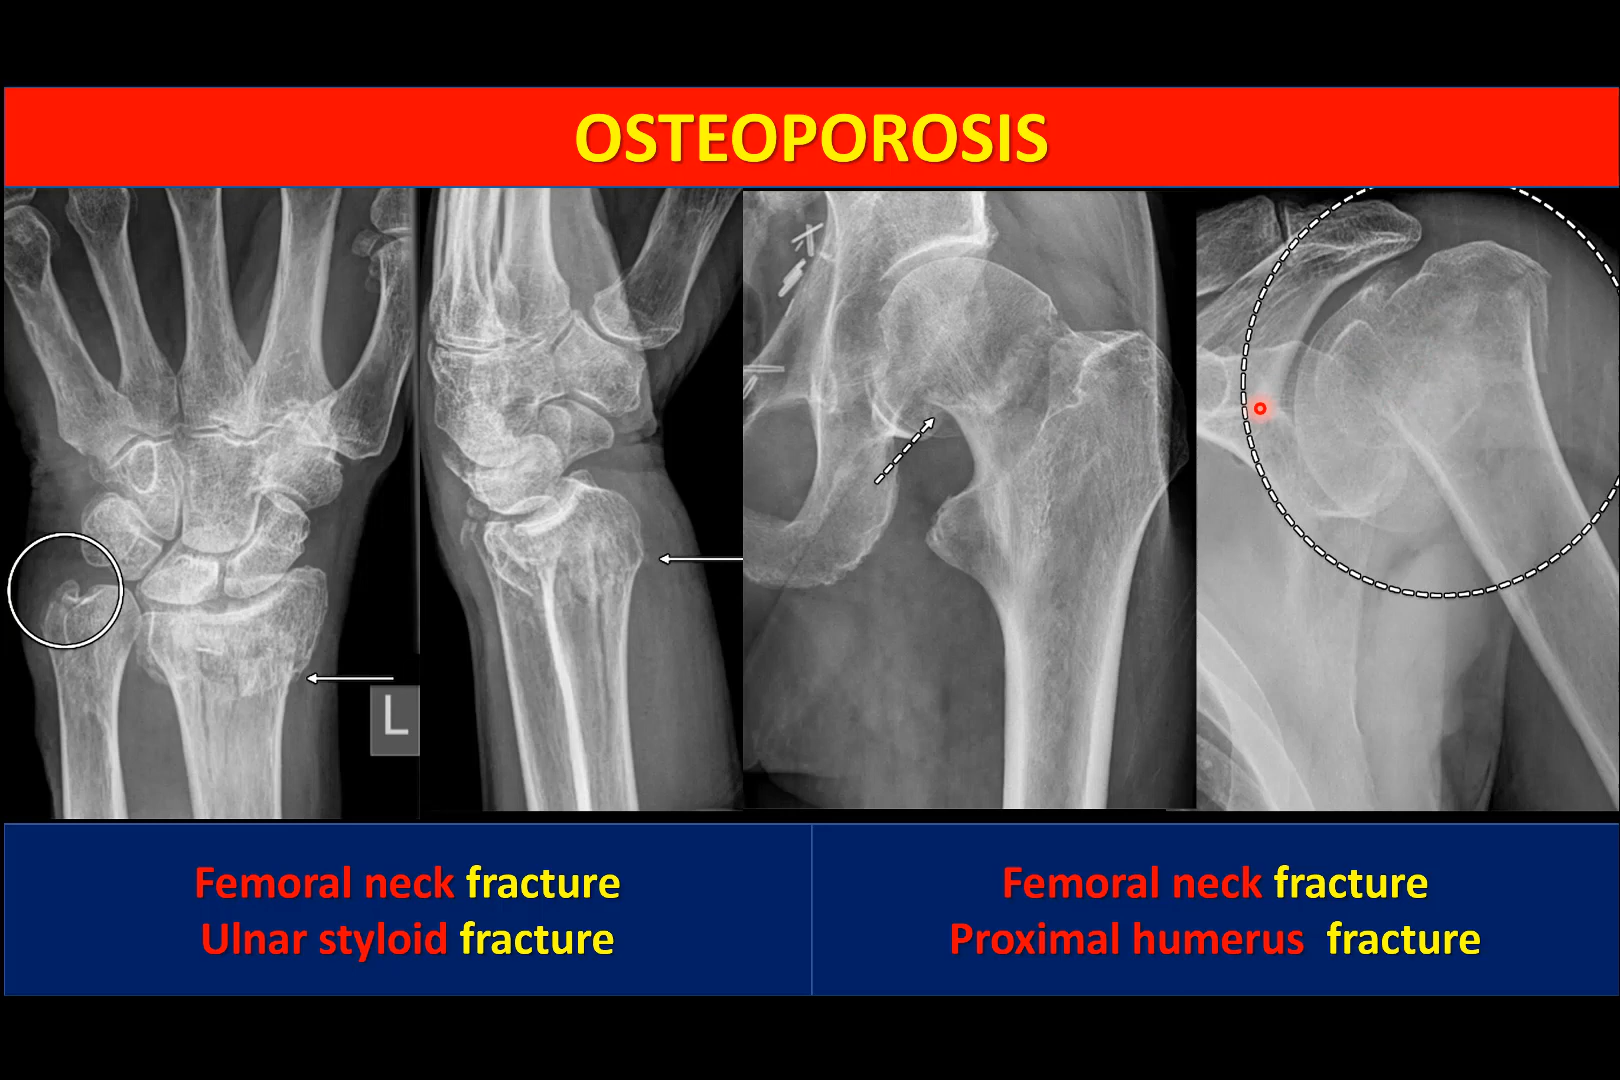 OSTEOPOROSIS
L
Femoral neck fracture
Ulnar styloid fracture
Femoral neck fracture
Proximal humerus fracture